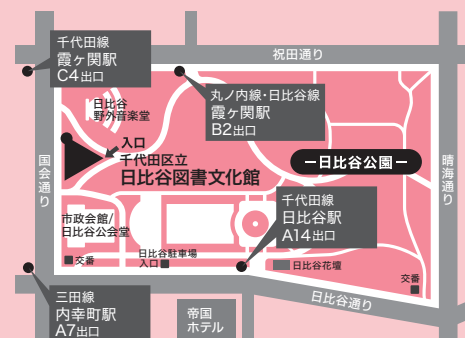 千代田線
霞ヶ関駅
C4出口
祝田通り
丸ノ内線・日比谷線
霞ヶ関駅
B2出口
日比谷
野外音楽堂
入口
千代田区立
日比谷図書文化館
日比谷公園
国会通り
晴海通り
千代田線
日比谷駅
A14出口
市政会館/
日比谷公会堂
交番
日比谷駐車場
入口
日比谷花壇
交番
三田線
内幸町駅
A7出口
帝国
ホテル
日比谷通り